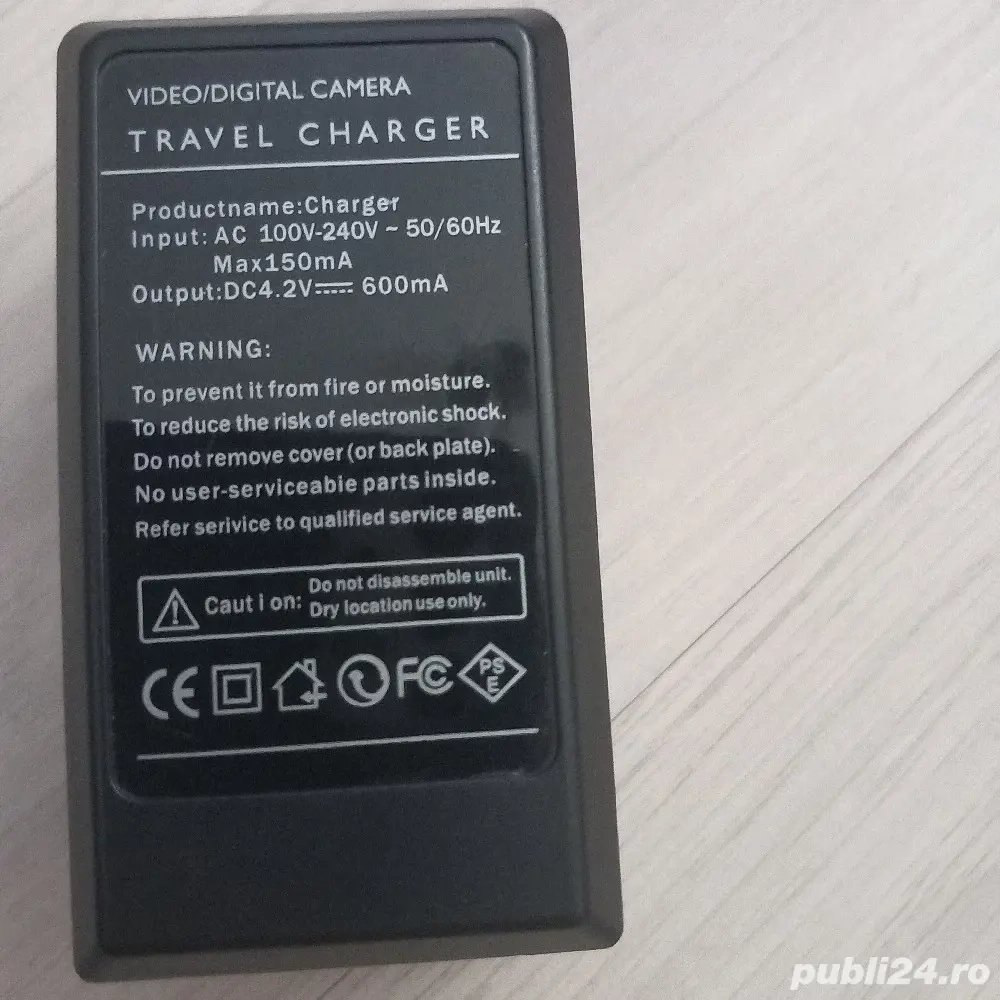 VIDEO/DIGITAL CAMERA
TRAVEL CHARGER
Productname:Charger
Input: AC 100V-240V ~ 50/60Hz
Max150mA
Output:DC4.2V⎓ 600mA
WARNING:
To prevent it from fire or moisture.
To reduce the risk of electronic shock.
Do not remove cover (or back plate).
No user-serviceabie parts inside.
Refer serivice to qualified service agent.
Caut i on: Do not disassemble unit.
Dry location use only.
CE FC PS E
publi24.ro